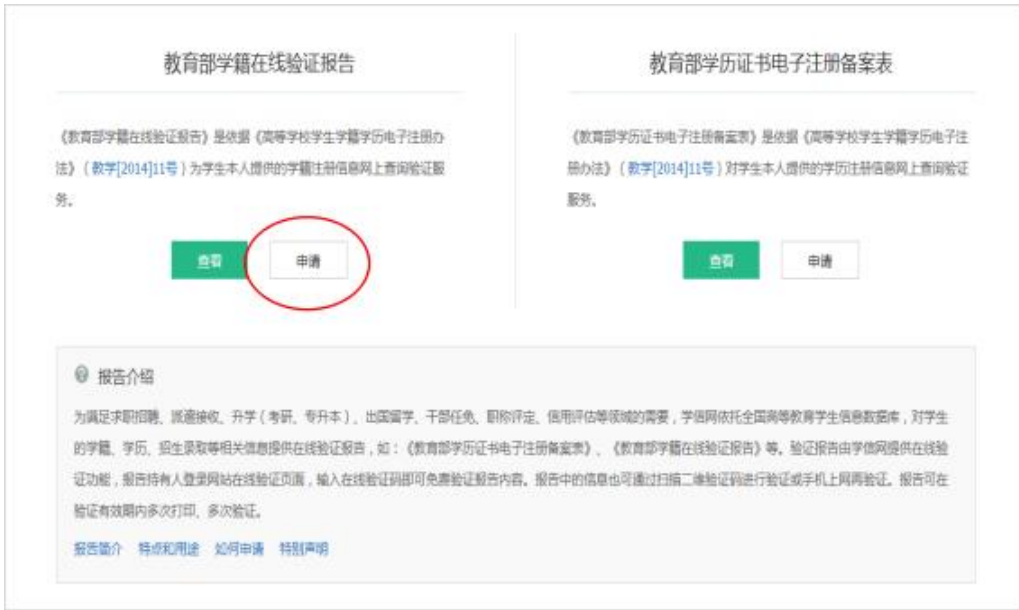 教育部学籍在线验证报告
《教育部学籍在线验证报告》是依据《高等学校学生学籍学历电子注册办
法》（教学[2014]11号）为学生本人提供的学籍注册信息网上查询验证服
务。
查看
申请
教育部学历证书电子注册备案表
《教育部学历证书电子注册备案表》是依据《高等学校学生学籍学历电子注
册办法》（教学[2014]11号）对学生本人提供的学历注册信息网上查询验证
服务。
查看
申请
报告介绍
为满足求职招聘、派遣接收、升学（考研、专升本）、出国留学、干部任免、职称评定、信用评估等领域的需要，学信网依托全国高等教育学生信息数据库，对学生
的学籍、学历、招生录取等相关信息提供在线验证报告，如：《教育部学历证书电子注册备案表》、《教育部学籍在线验证报告》等。验证报告由学信网提供在线验
证功能，报告持有人登录网站在线验证页面，输入在线验证码即可免费验证报告内容。报告中的信息也可通过扫描二维验证码进行验证或手机上网再验证。报告可在
验证有效期内多次打印、多次验证。
报告简介 特点和用途 如何申请 特别声明